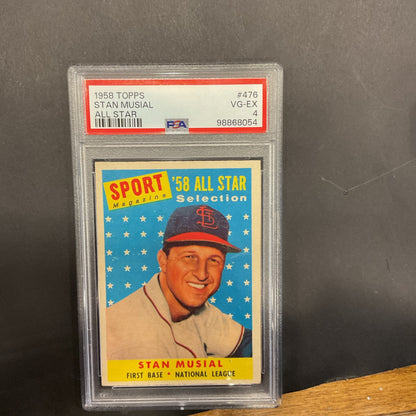 1958 TOPPS #476
STAN MUSIAL VG-EX
ALL STAR 4
PSA 98868054
SPORT '58 ALL STAR
Magazine Selection
STL
STAN MUSIAL
FIRST BASE • NATIONAL LEAGUE